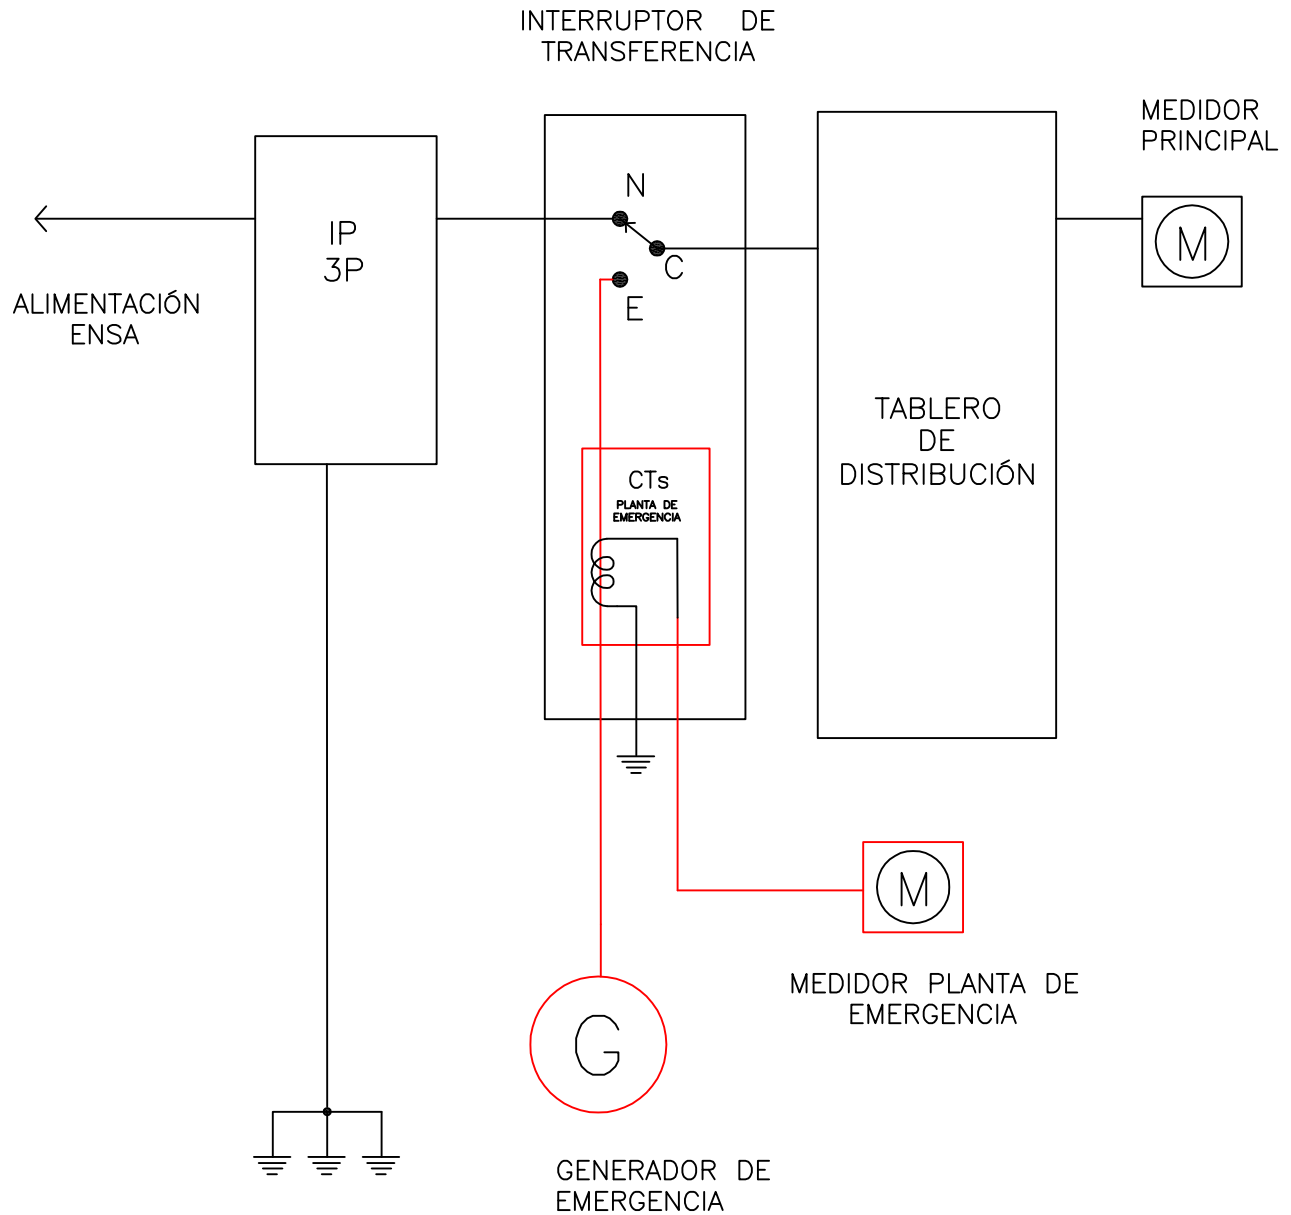 INTERRUPTOR DE
TRANSFERENCIA
MEDIDOR
PRINCIPAL
N
IP
3P
M
C
ALIMENTACIÓN
ENSA
E
TABLERO
DE
DISTRIBUCIÓN
CTs
PLANTA DE
EMERGENCIA
M
MEDIDOR PLANTA DE
EMERGENCIA
G
GENERADOR DE
EMERGENCIA